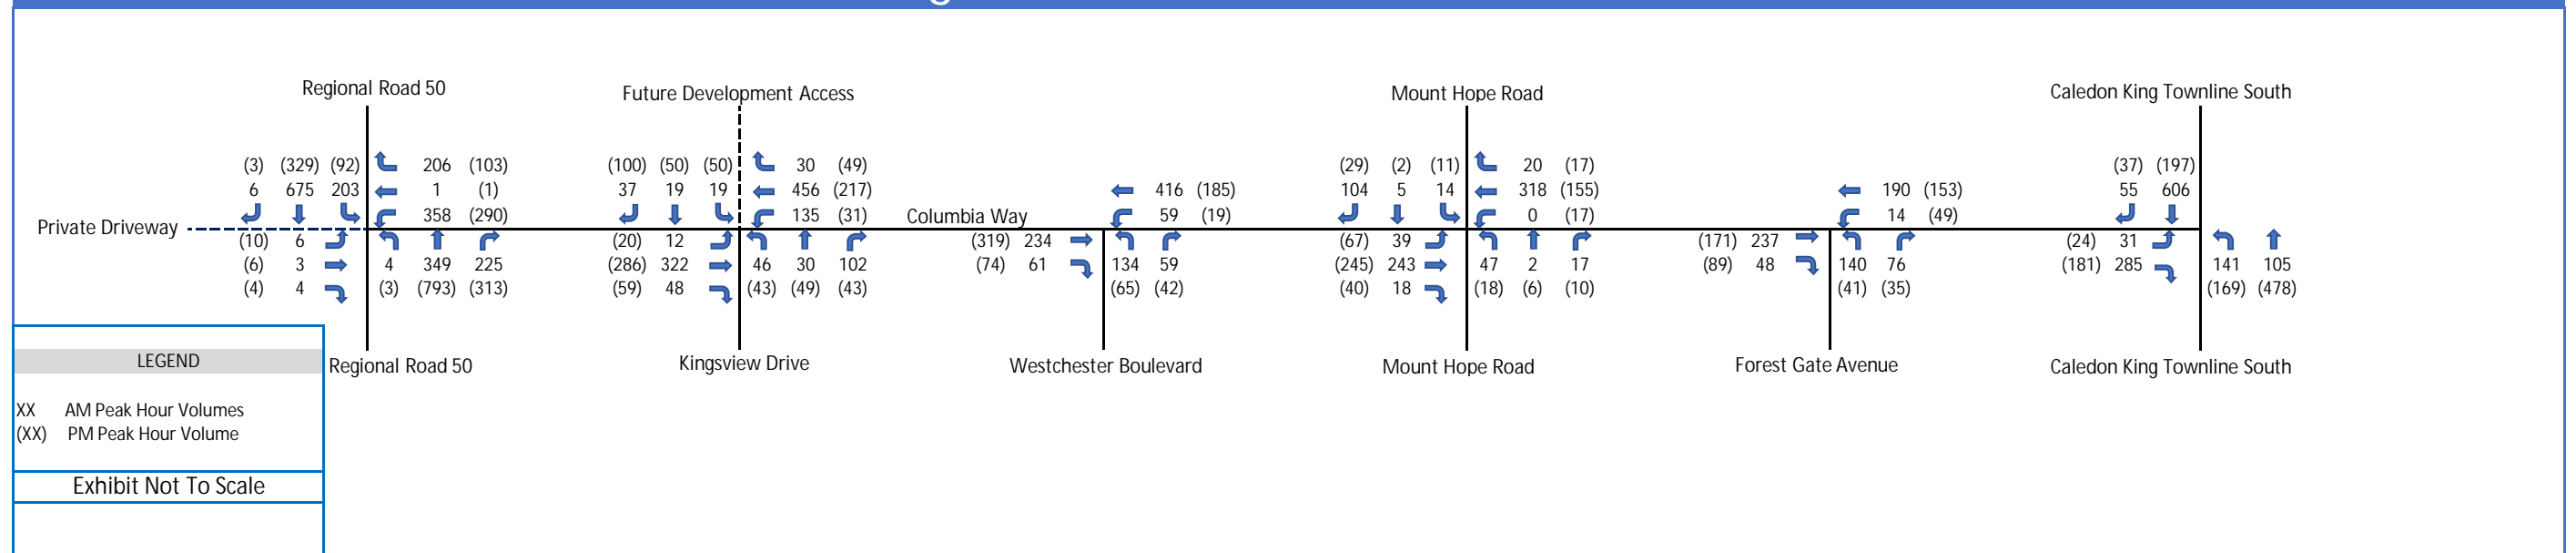 Regional Road 50
Future Development Access
Mount Hope Road
Caledon King Townline South
(3) (329) (92) 206 (103)
(100) (50) (50) 30 (49)
(29) (2) (11) 20 (17)
(37) (197)
6 675 203 1 (1)
37 19 19 456 (217)
416 (185)
104 5 14 318 (155)
190 (153)
55 606
358 (290)
135 (31)
59 (19)
0 (17)
14 (49)
Private Driveway
Columbia Way
(10) 6
(20) 12
(319) 234
(67) 39
(171) 237
(24) 31
(6) 3 4 349 225
(286) 322 46 30 102
(74) 61 134 59
(245) 243 47 2 17
(89) 48 140 76
(181) 285 141 105
(4) 4 (3) (793) (313)
(59) 48 (43) (49) (43)
(65) (42)
(40) 18 (18) (6) (10)
(41) (35)
(169) (478)
Regional Road 50
Kingsview Drive
Westchester Boulevard
Mount Hope Road
Forest Gate Avenue
Caledon King Townline South
LEGEND
XX AM Peak Hour Volumes
(XX) PM Peak Hour Volume
Exhibit Not To Scale